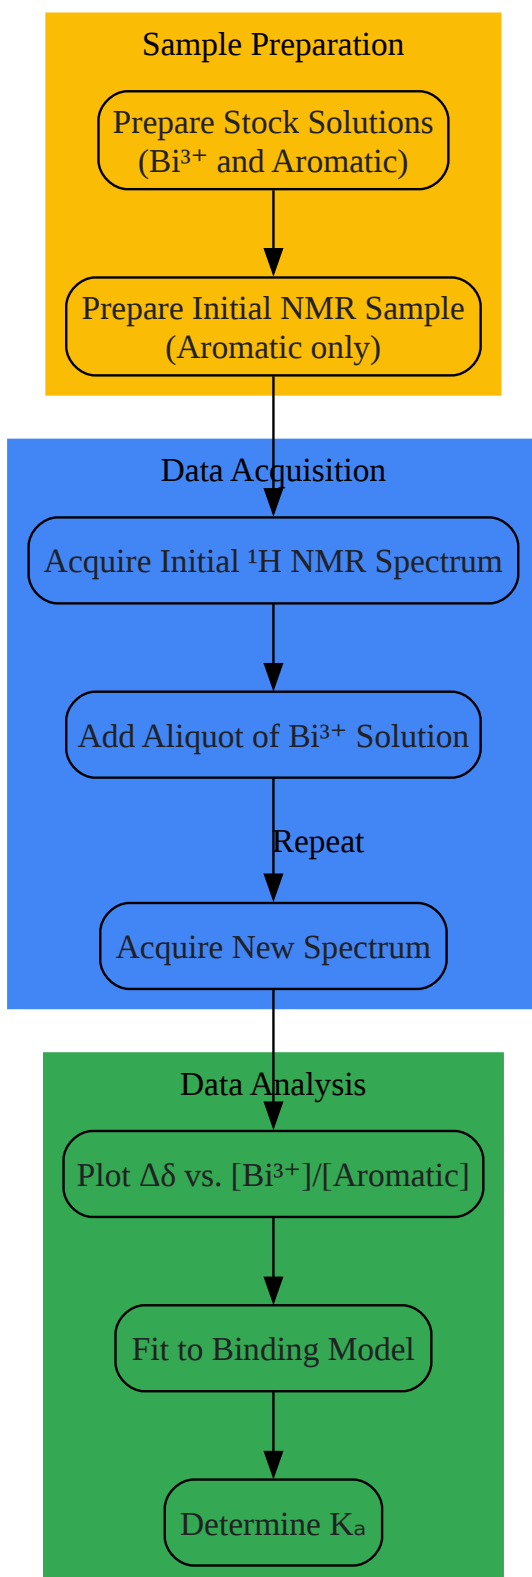 Sample Preparation
Prepare Stock Solutions
(Bi³⁺ and Aromatic)
Prepare Initial NMR Sample
(Aromatic only)
Data Acquisition
Acquire Initial ¹H NMR Spectrum
Add Aliquot of Bi³⁺ Solution
Repeat
Acquire New Spectrum
Data Analysis
Plot Δδ vs. [Bi³⁺]/[Aromatic]
Fit to Binding Model
Determine Kₐ